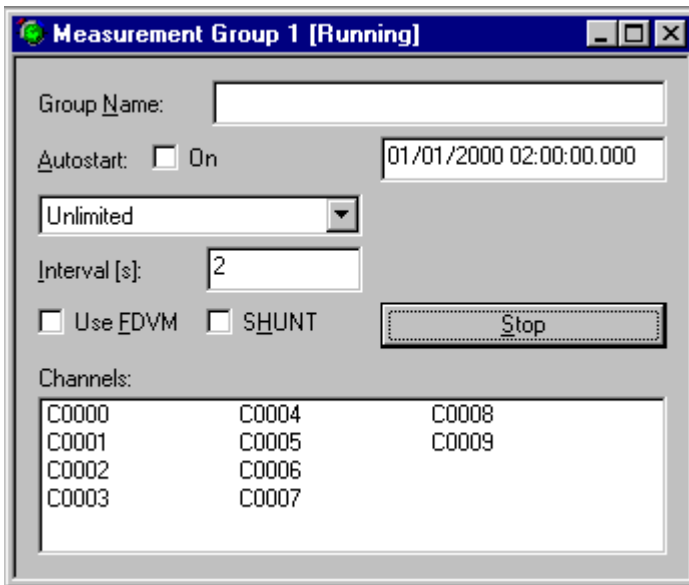 Measurement Group 1 [Running]
Group Name:
Autostart: On 01/01/2000 02:00:00.000
Unlimited
Interval [s]: 2
Use FDVM SHUNT Stop
Channels:
C0000 C0004 C0008
C0001 C0005 C0009
C0002 C0006
C0003 C0007